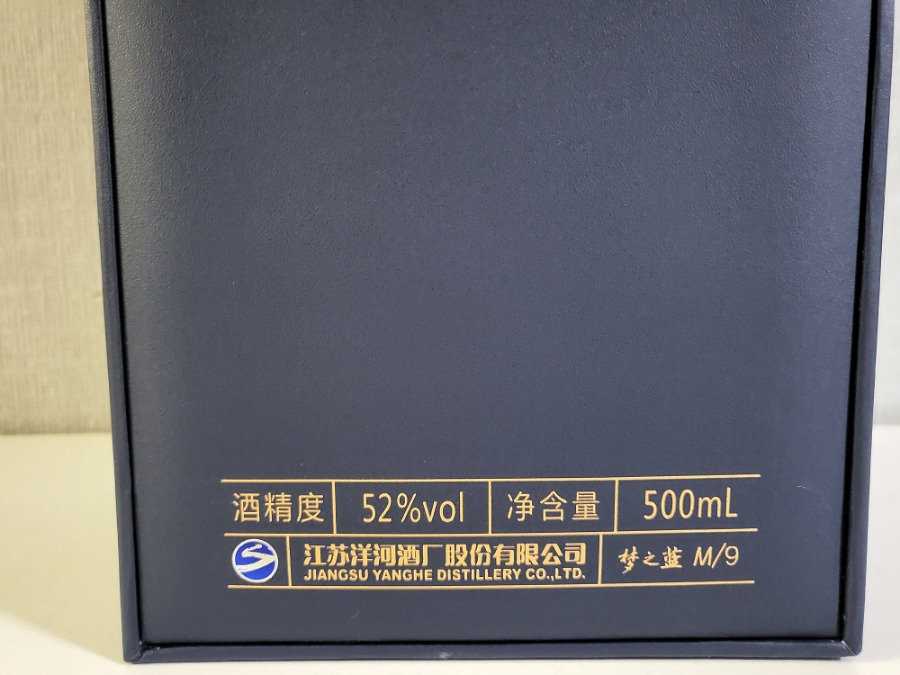 酒精度 52%vol 净含量 500mL
江苏洋河酒厂股份有限公司 梦之蓝 M/9
JIANGSU YANGHE DISTILLERY CO.,LTD.